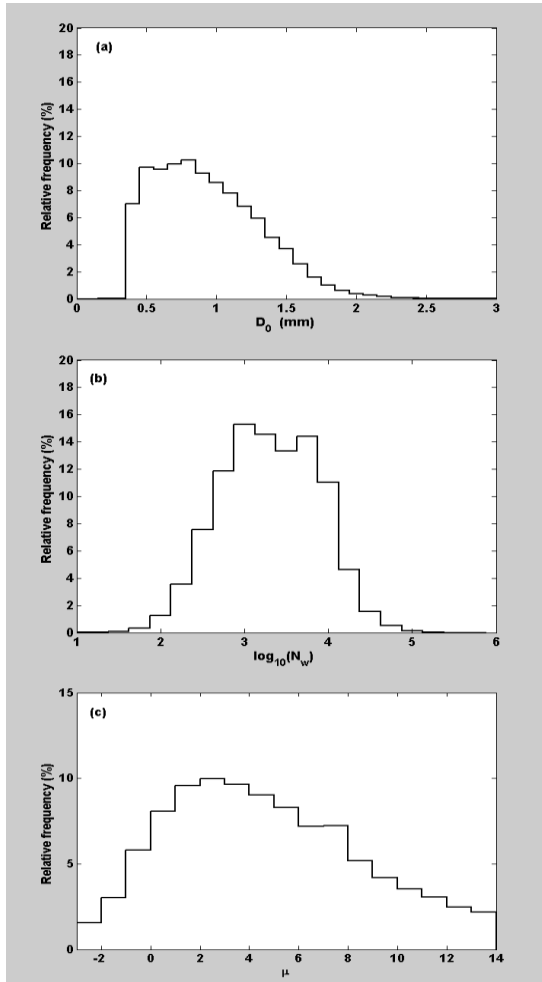 20
18
16
14
12
10
8
6
4
2
0
(a)
Relative frequency (%)
0 0.5 1 1.5 2 2.5 3
D0 (mm)
20
18
16
14
12
10
8
6
4
2
0
(b)
Relative frequency (%)
1 2 3 4 5 6
log10(Nw)
15
10
5
0
(c)
Relative frequency (%)
-2 0 2 4 6 8 10 12 14
μ